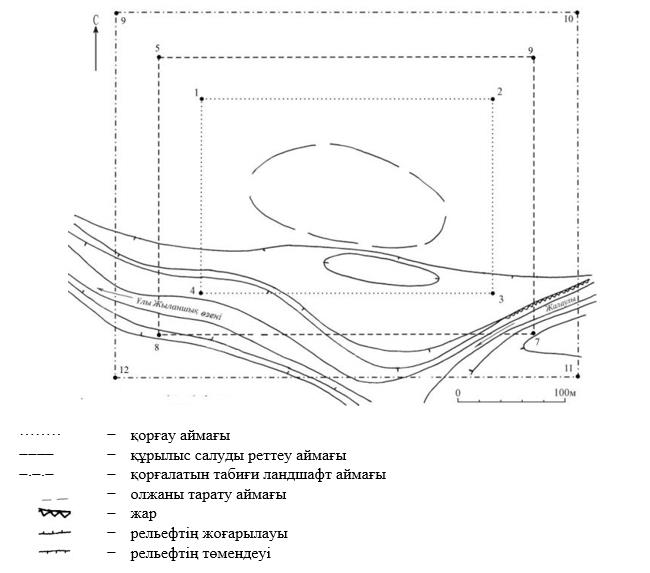 С
9
10
5
9
1
2
4
3
Ұлы Жыланшық өзені
Жалаулы
8
7
12
11
0
100м
– қорғау аймағы
– құрылыс салуды реттеу аймағы
– қорғалатын табиғи ландшафт аймағы
– олжаны тарату аймағы
– жар
– рельефтің жоғарылауы
– рельефтің төмендеуі